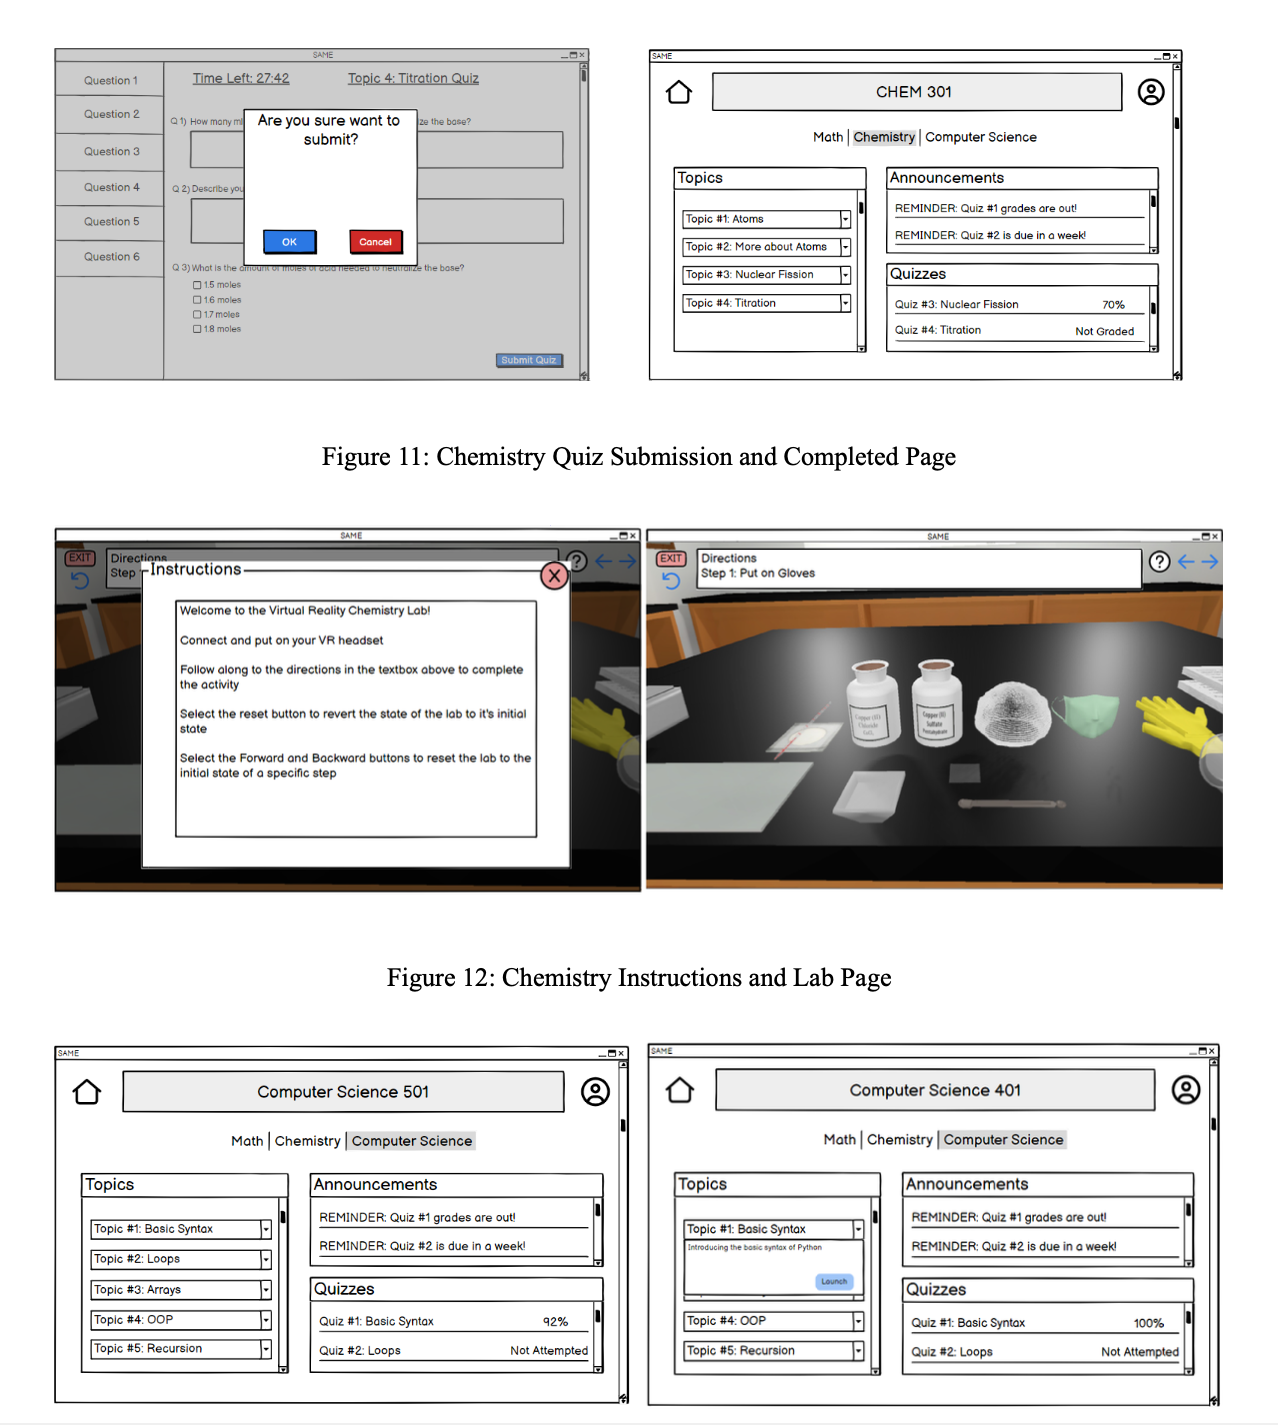 SAME
Question 1
Question 2
Question 3
Question 4
Question 5
Question 6
Time Left: 27:42
Topic 4: Titration Quiz
Q 1) How many ml
ze the base?
Q 2) Describe you
Q 3) What is the amount of moles of acid needed to neutralize the base?
1.5 moles
1.6 moles
1.7 moles
1.8 moles
Submit Quiz
Are you sure want to
submit?
OK
Cancel
SAME
CHEM 301
Math | Chemistry | Computer Science
Topics
Topic #1: Atoms
Topic #2: More about Atoms
Topic #3: Nuclear Fission
Topic #4: Titration
Announcements
REMINDER: Quiz #1 grades are out!
REMINDER: Quiz #2 is due in a week!
Quizzes
Quiz #3: Nuclear Fission 70%
Quiz #4: Titration Not Graded
Figure 11: Chemistry Quiz Submission and Completed Page
SAME
EXIT
Directions
Step
?
Instructions
X
Welcome to the Virtual Reality Chemistry Lab!
Connect and put on your VR headset
Follow along to the directions in the textbox above to complete
the activity
Select the reset button to revert the state of the lab to it's initial
state
Select the Forward and Backward buttons to reset the lab to the
initial state of a specific step
SAME
EXIT
Directions
Step 1: Put on Gloves
?
Copper (II)
Chloride
Copper (II)
Sulfate
Figure 12: Chemistry Instructions and Lab Page
SAME
Computer Science 501
Math | Chemistry | Computer Science
Topics
Topic #1: Basic Syntax
Topic #2: Loops
Topic #3: Arrays
Topic #4: OOP
Topic #5: Recursion
Announcements
REMINDER: Quiz #1 grades are out!
REMINDER: Quiz #2 is due in a week!
Quizzes
Quiz #1: Basic Syntax 92%
Quiz #2: Loops Not Attempted
SAME
Computer Science 401
Math | Chemistry | Computer Science
Topics
Topic #1: Basic Syntax
Introducing the basic syntax of Python
Launch
Topic #4: OOP
Topic #5: Recursion
Announcements
REMINDER: Quiz #1 grades are out!
REMINDER: Quiz #2 is due in a week!
Quizzes
Quiz #1: Basic Syntax 100%
Quiz #2: Loops Not Attempted